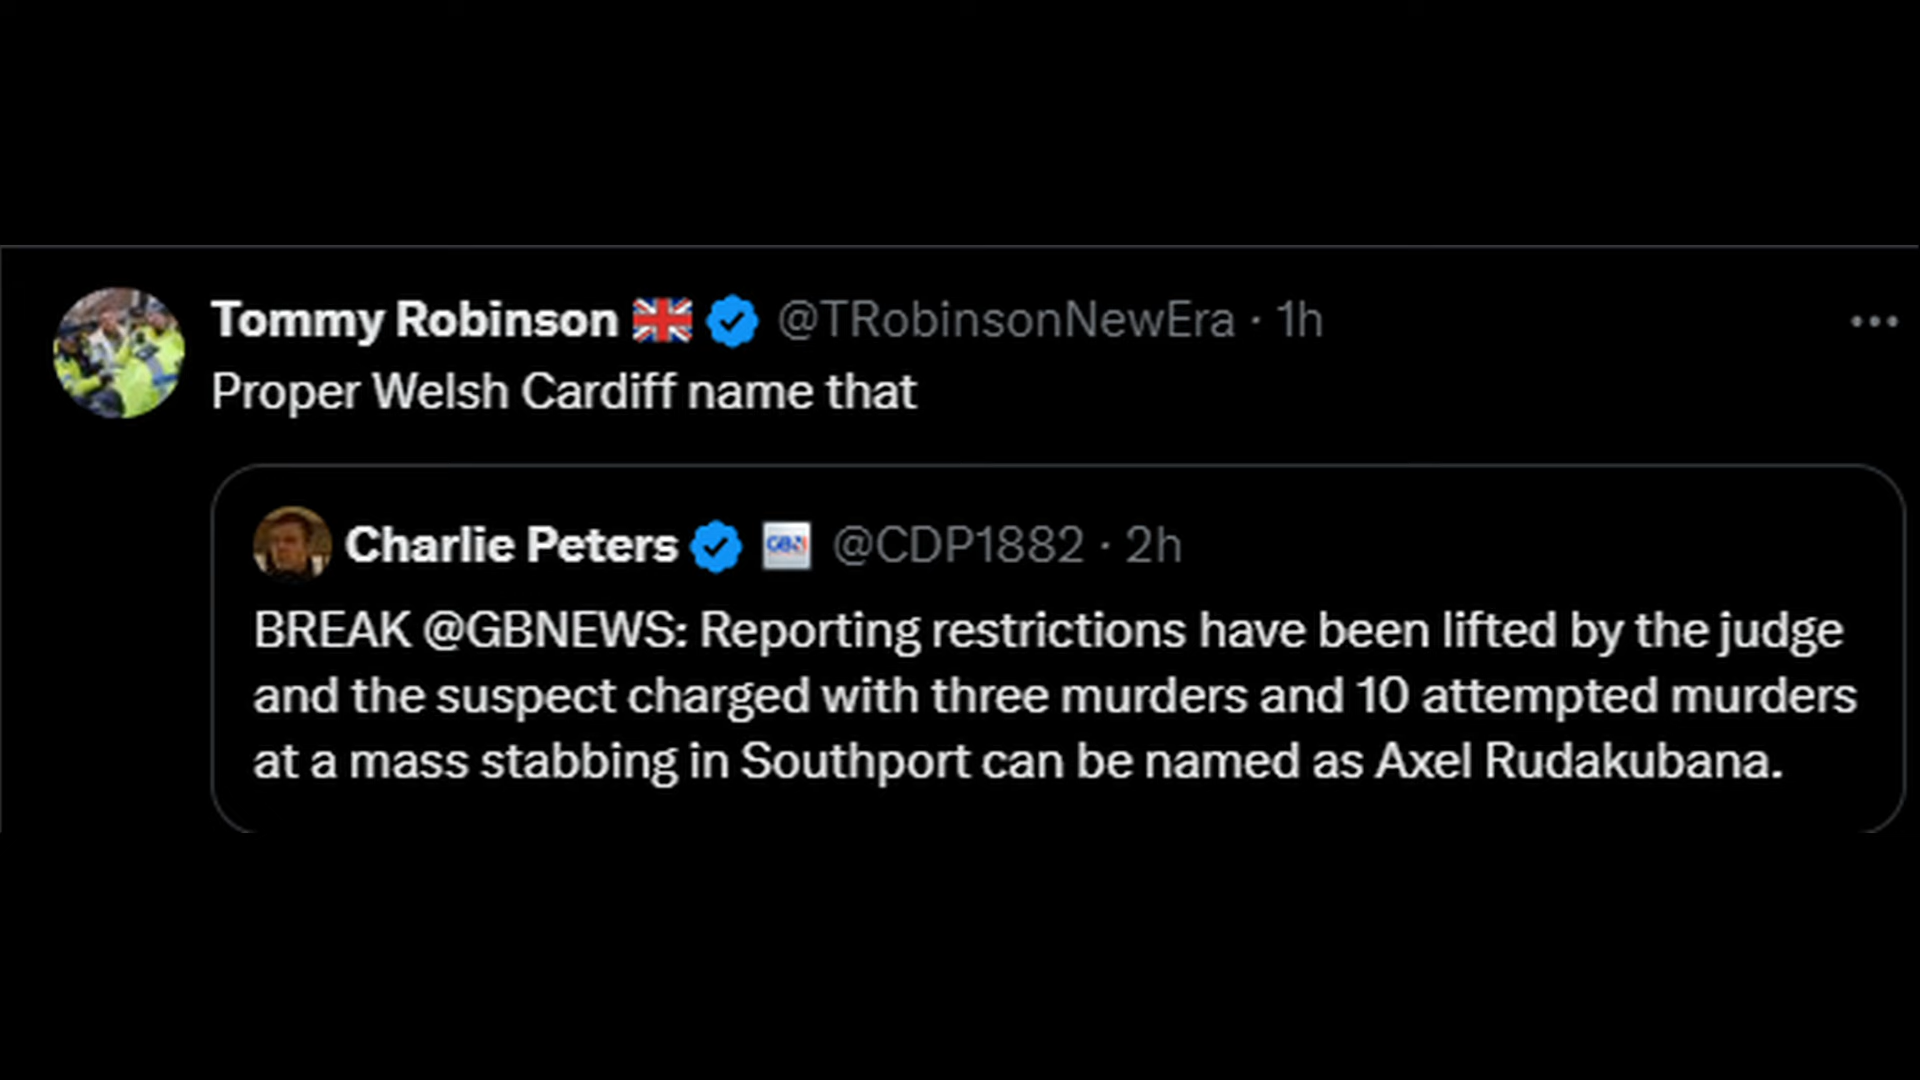 Tommy Robinson 🇬🇧 @TRobinsonNewEra · 1h
Proper Welsh Cardiff name that
Charlie Peters GBN @CDP1882 · 2h
BREAK @GBNEWS: Reporting restrictions have been lifted by the judge
and the suspect charged with three murders and 10 attempted murders
at a mass stabbing in Southport can be named as Axel Rudakubana.